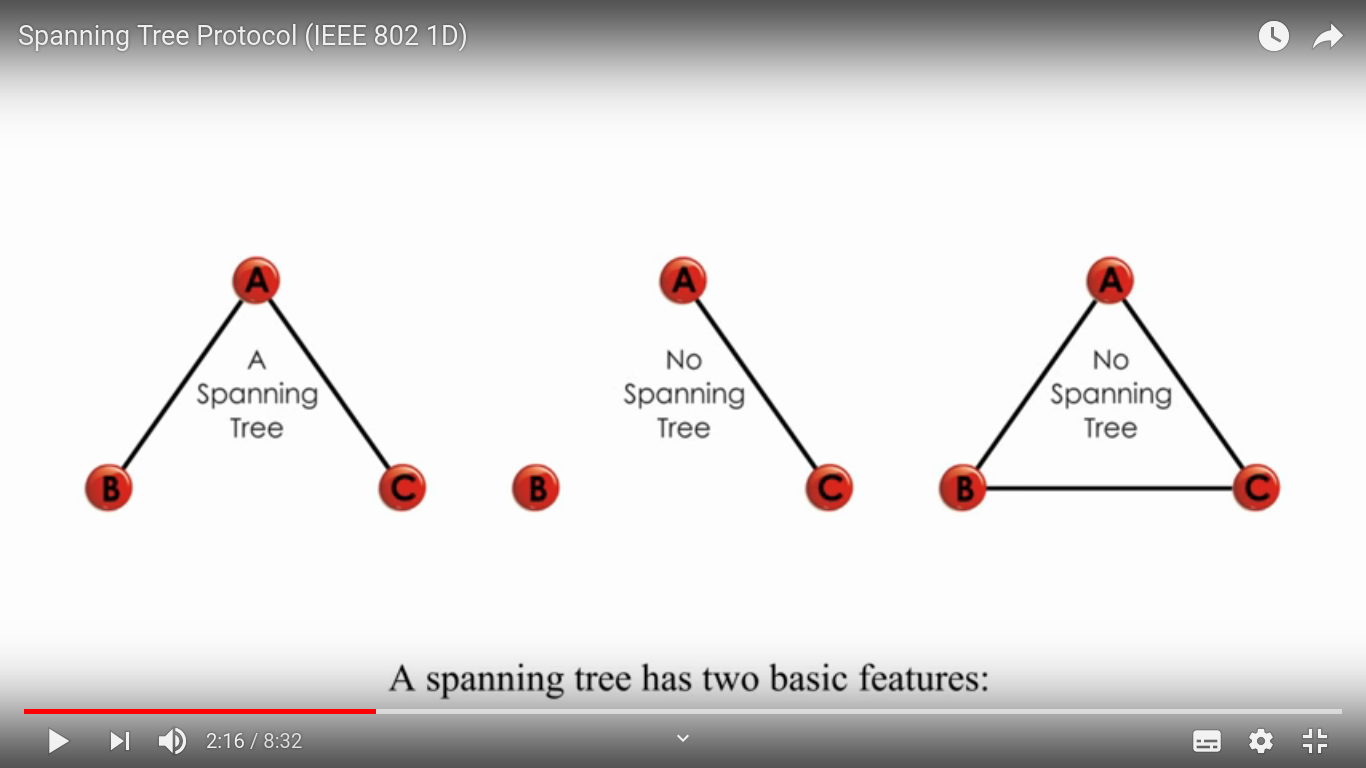 Spanning Tree Protocol (IEEE 802 1D)
A
A
Spanning
Tree
B
C
A
No
Spanning
Tree
B
C
A
No
Spanning
Tree
B
C
A spanning tree has two basic features:
2:16 / 8:32